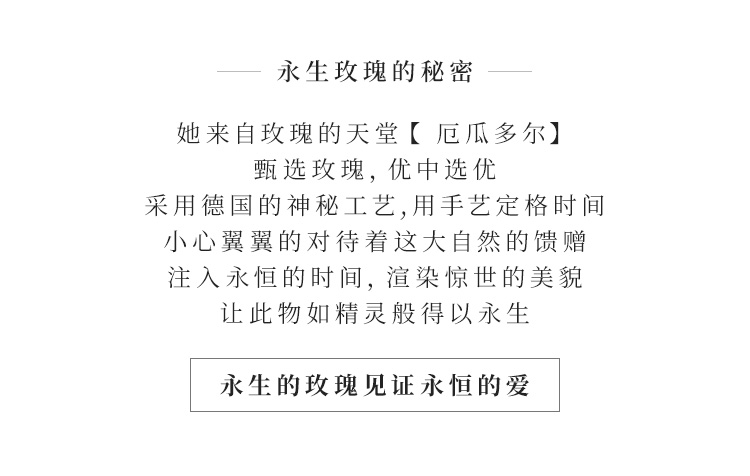 永生玫瑰的秘密
她来自玫瑰的天堂【 厄瓜多尔】
甄选玫瑰, 优中选优
采用德国的神秘工艺,用手艺定格时间
小心翼翼的对待着这大自然的馈赠
注入永恒的时间, 渲染惊世的美貌
让此物如精灵般得以永生
永生的玫瑰见证永恒的爱